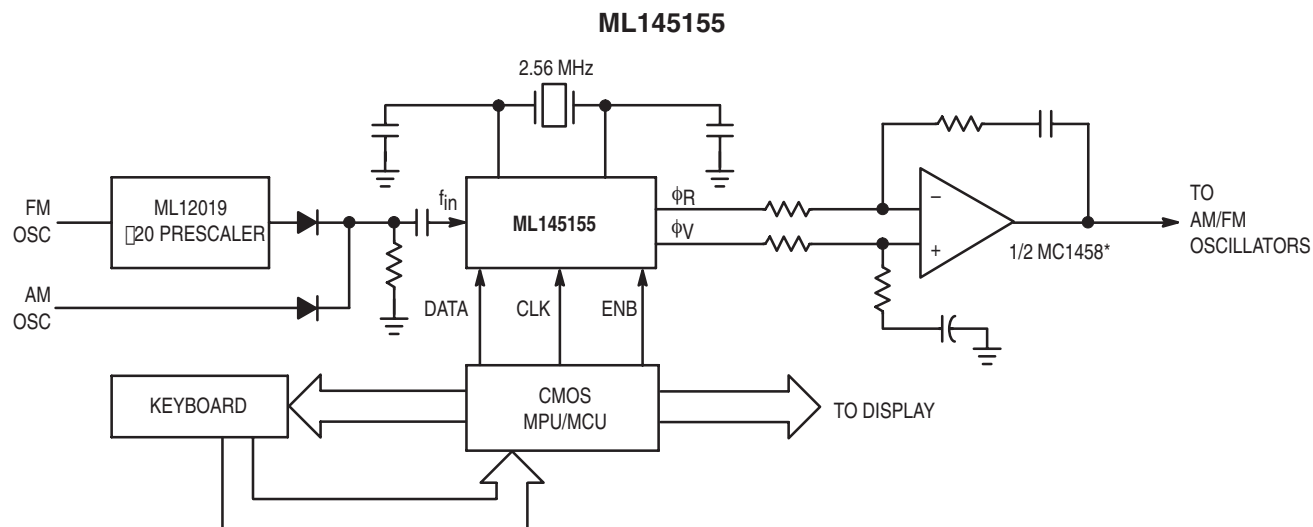 ML145155
2.56 MHz
FM
OSC
ML12019
▯20 PRESCALER
AM
OSC
fin
ML145155
ϕR
ϕV
DATA
CLK
ENB
–
+
1/2 MC1458*
TO
AM/FM
OSCILLATORS
KEYBOARD
CMOS
MPU/MCU
TO DISPLAY